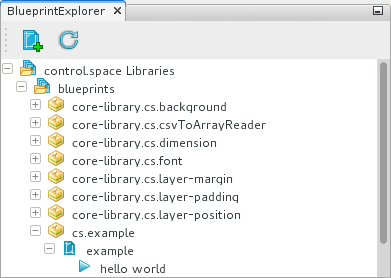 BlueprintExplorer
control.space Libraries
blueprints
core-library.cs.background
core-library.cs.csvToArrayReader
core-library.cs.dimension
core-library.cs.font
core-library.cs.layer-margin
core-library.cs.layer-padding
core-library.cs.layer-position
cs.example
example
hello world